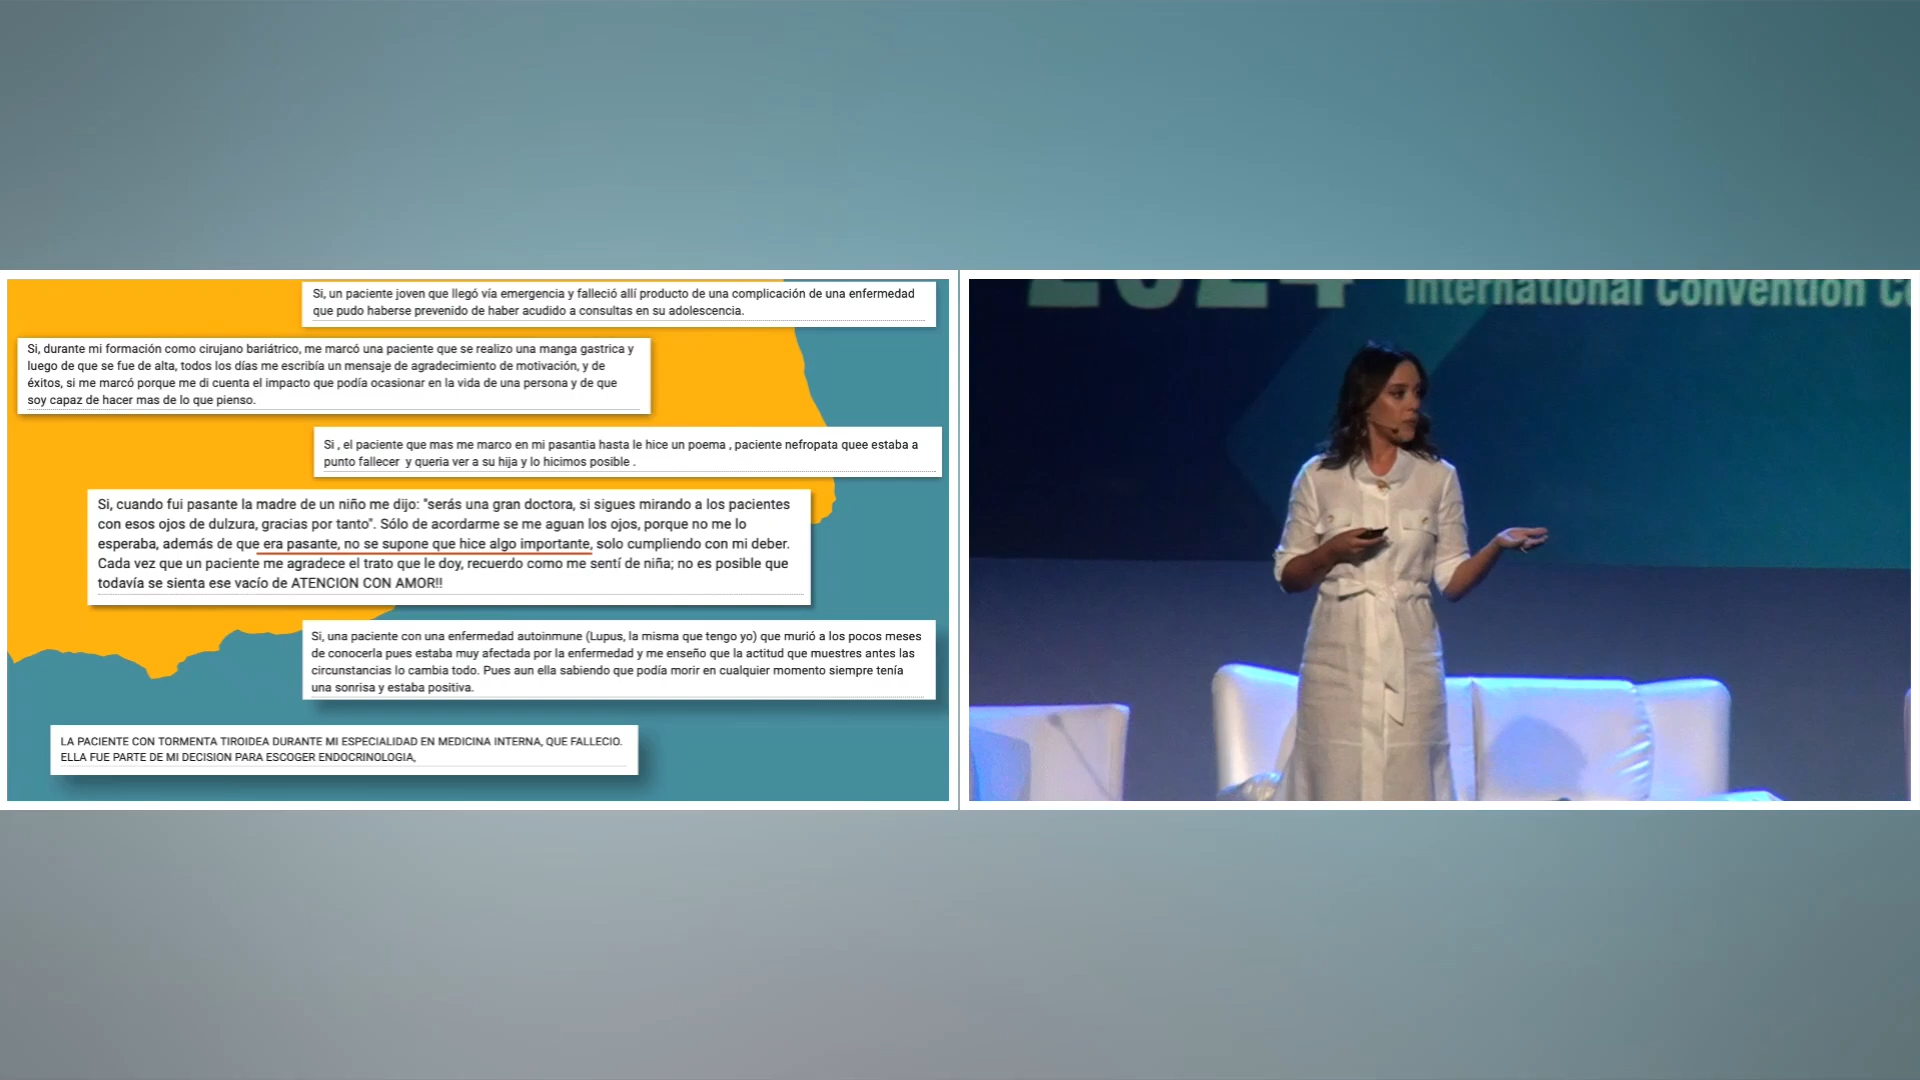 Si, un paciente joven que llegó vía emergencia y falleció allí producto de una complicación de una enfermedad
que pudo haberse prevenido de haber acudido a consultas en su adolescencia.
Si, durante mi formación como cirujano bariátrico, me marcó una paciente que se realizo una manga gastrica y
luego de que se fue de alta, todos los días me escribía un mensaje de agradecimiento de motivación, y de
éxitos, si me marcó porque me di cuenta el impacto que podía ocasionar en la vida de una persona y de que
soy capaz de hacer mas de lo que pienso.
Si , el paciente que mas me marco en mi pasantia hasta le hice un poema , paciente nefropata quee estaba a
punto fallecer y queria ver a su hija y lo hicimos posible .
Si, cuando fui pasante la madre de un niño me dijo: "serás una gran doctora, si sigues mirando a los pacientes
con esos ojos de dulzura, gracias por tanto". Sólo de acordarme se me aguan los ojos, porque no me lo
esperaba, además de que era pasante, no se supone que hice algo importante, solo cumpliendo con mi deber.
Cada vez que un paciente me agradece el trato que le doy, recuerdo como me sentí de niña; no es posible que
todavía se sienta ese vacío de ATENCION CON AMOR!!
Si, una paciente con una enfermedad autoinmune (Lupus, la misma que tengo yo) que murió a los pocos meses
de conocerla pues estaba muy afectada por la enfermedad y me enseño que la actitud que muestres antes las
circunstancias lo cambia todo. Pues aun ella sabiendo que podía morir en cualquier momento siempre tenía
una sonrisa y estaba positiva.
LA PACIENTE CON TORMENTA TIROIDEA DURANTE MI ESPECIALIDAD EN MEDICINA INTERNA, QUE FALLECIO.
ELLA FUE PARTE DE MI DECISION PARA ESCOGER ENDOCRINOLOGIA,
2024
International Convention